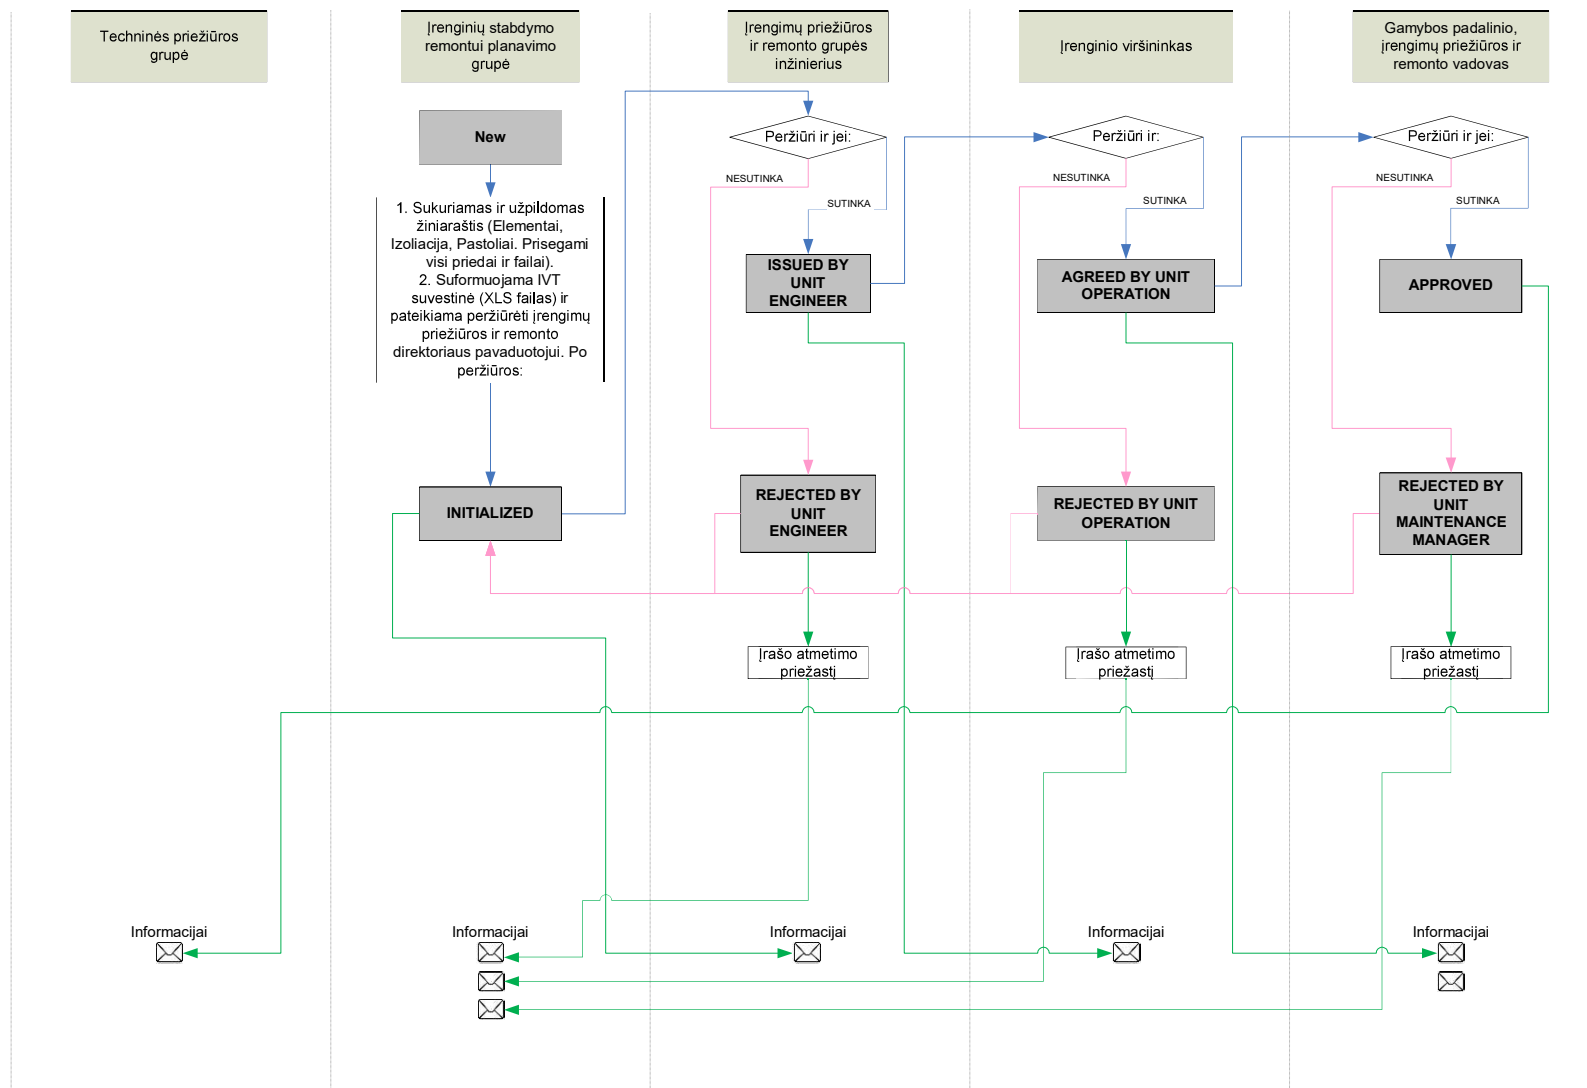 Techninės priežiūros
grupė
Įrenginių stabdymo
remontui planavimo
grupė
Įrengimų priežiūros
ir remonto grupės
inžinierius
Įrenginio viršininkas
Gamybos padalinio,
įrengimų priežiūros ir
remonto vadovas
New
Peržiūri ir jei:
Peržiūri ir:
Peržiūri ir jei:
NESUTINKA
NESUTINKA
NESUTINKA
SUTINKA
SUTINKA
SUTINKA
1. Sukuriamas ir užpildomas
žiniaraštis (Elementai,
Izoliacija, Pastoliai. Prisegami
visi priedai ir failai).
2. Suformuojama IVT
suvestinė (XLS failas) ir
pateikiama peržiūrėti įrengimų
priežiūros ir remonto
direktoriaus pavaduotojui. Po
peržiūros:
ISSUED BY
UNIT
ENGINEER
AGREED BY UNIT
OPERATION
APPROVED
INITIALIZED
REJECTED BY
UNIT
ENGINEER
REJECTED BY UNIT
OPERATION
REJECTED BY
UNIT
MAINTENANCE
MANAGER
Įrašo atmetimo
priežastį
Įrašo atmetimo
priežastį
Įrašo atmetimo
priežastį
Informacijai
Informacijai
Informacijai
Informacijai
Informacijai